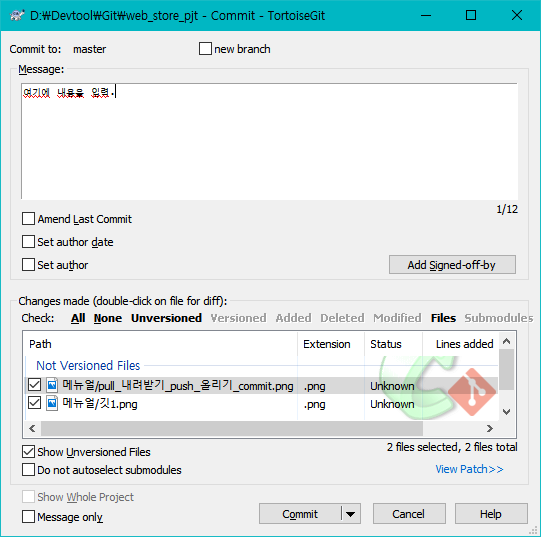 D:₩Devtool₩Git₩web_store_pjt - Commit - TortoiseGit
Commit to: master new branch
Message:
여기에 내용을 입력.
1/12
Amend Last Commit
Set author date
Set author
Add Signed-off-by
Changes made (double-click on file for diff):
Check: All None Unversioned Versioned Added Deleted Modified Files Submodules
Path Extension Status Lines added
Not Versioned Files
메뉴얼/pull_내려받기_push_올리기_commit.png .png Unknown
메뉴얼/깃1.png .png Unknown
Show Unversioned Files
2 files selected, 2 files total
Do not autoselect submodules
View Patch>>
Show Whole Project
Message only
Commit
Cancel
Help